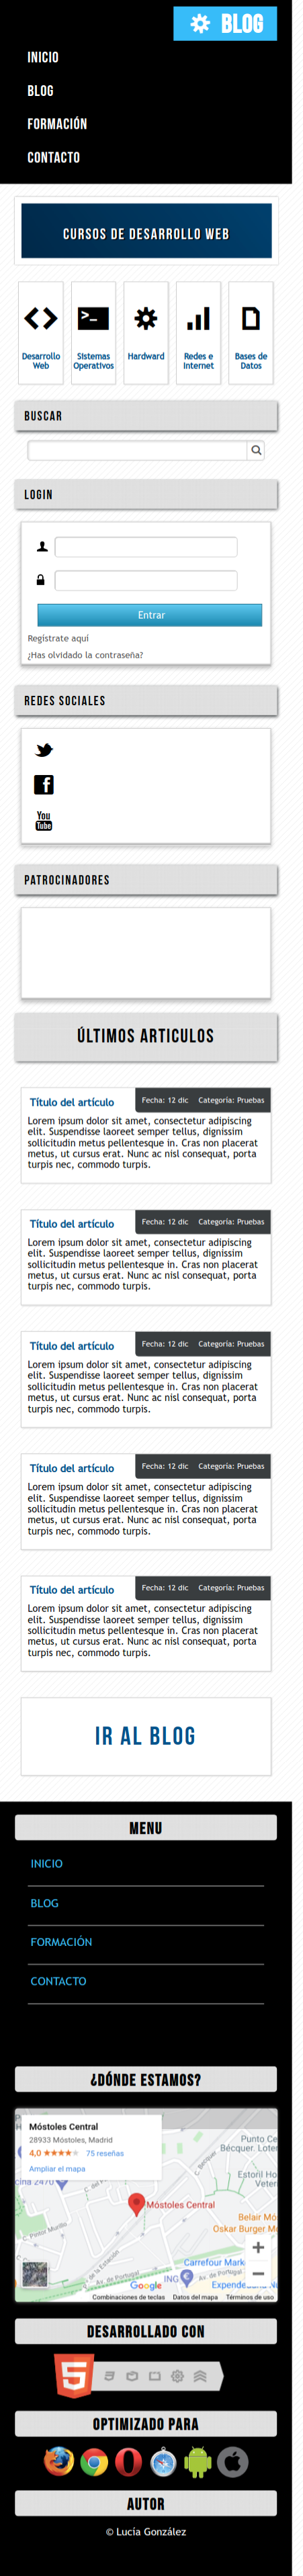 BLOG
INICIO
BLOG
FORMACIÓN
CONTACTO
CURSOS DE DESARROLLO WEB
Desarrollo Web
Sistemas Operativos
Hardward
Redes e Internet
Bases de Datos
BUSCAR
LOGIN
Entrar
Regístrate aquí
¿Has olvidado la contraseña?
REDES SOCIALES
You Tube
PATROCINADORES
ÚLTIMOS ARTICULOS
Título del artículo
Fecha: 12 dic Categoría: Pruebas
Lorem ipsum dolor sit amet, consectetur adipiscing
elit. Suspendisse laoreet semper tellus, dignissim
sollicitudin metus pellentesque in. Cras non placerat
metus, ut cursus erat. Nunc ac nisl consequat, porta
turpis nec, commodo turpis.
Título del artículo
Fecha: 12 dic Categoría: Pruebas
Lorem ipsum dolor sit amet, consectetur adipiscing
elit. Suspendisse laoreet semper tellus, dignissim
sollicitudin metus pellentesque in. Cras non placerat
metus, ut cursus erat. Nunc ac nisl consequat, porta
turpis nec, commodo turpis.
Título del artículo
Fecha: 12 dic Categoría: Pruebas
Lorem ipsum dolor sit amet, consectetur adipiscing
elit. Suspendisse laoreet semper tellus, dignissim
sollicitudin metus pellentesque in. Cras non placerat
metus, ut cursus erat. Nunc ac nisl consequat, porta
turpis nec, commodo turpis.
Título del artículo
Fecha: 12 dic Categoría: Pruebas
Lorem ipsum dolor sit amet, consectetur adipiscing
elit. Suspendisse laoreet semper tellus, dignissim
sollicitudin metus pellentesque in. Cras non placerat
metus, ut cursus erat. Nunc ac nisl consequat, porta
turpis nec, commodo turpis.
Título del artículo
Fecha: 12 dic Categoría: Pruebas
Lorem ipsum dolor sit amet, consectetur adipiscing
elit. Suspendisse laoreet semper tellus, dignissim
sollicitudin metus pellentesque in. Cras non placerat
metus, ut cursus erat. Nunc ac nisl consequat, porta
turpis nec, commodo turpis.
IR AL BLOG
MENU
INICIO
BLOG
FORMACIÓN
CONTACTO
¿DÓNDE ESTAMOS?
Móstoles Central
28933 Móstoles, Madrid
4,0 ★★★★ 75 reseñas
Ampliar el mapa
Punto C
Bécquer. Loter
Estoril Ho
Veter
cina 2470
C. Pintor Murillo
Móstoles Central
Belair Mó
Oskar Burger M
Carrefour Mark
ING
Av. de Portugal
Av. de Portugal
Google
Combinaciones de teclas Datos del mapa Términos de uso
DESARROLLADO CON
5
OPTIMIZADO PARA
AUTOR
© Lucía González